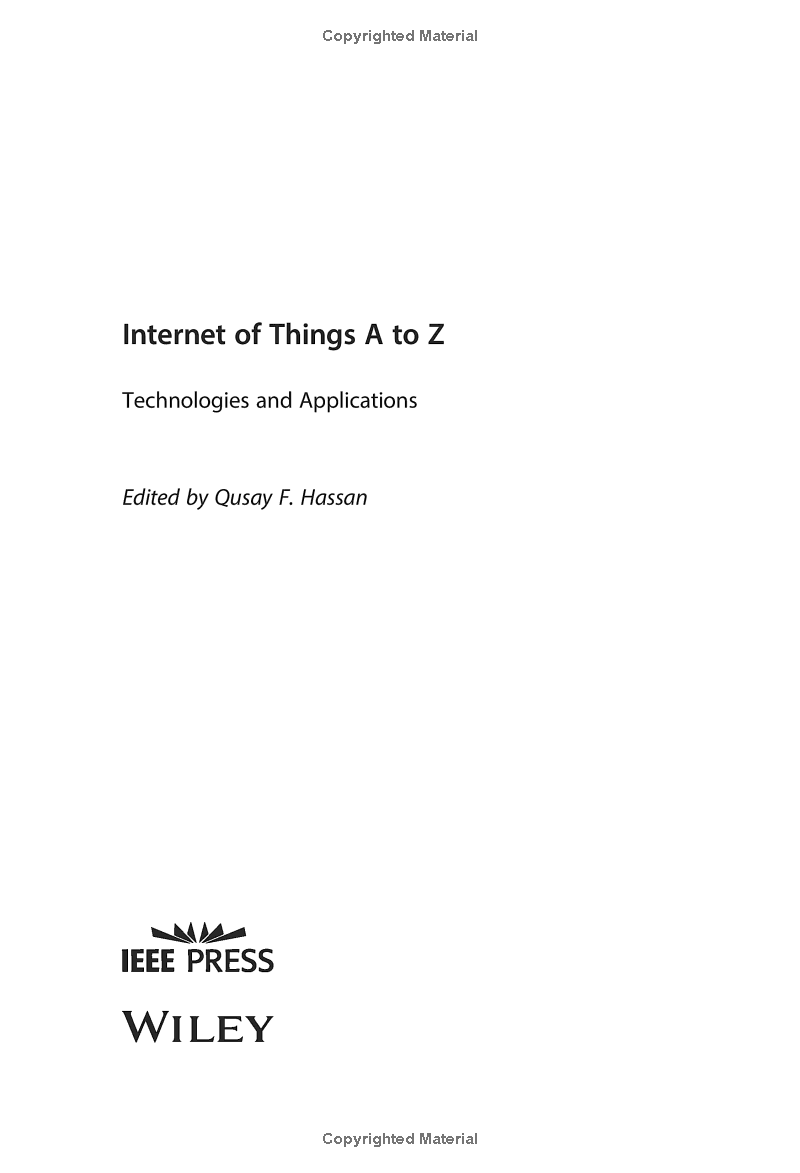 Copyrighted Material
Internet of Things A to Z
Technologies and Applications
Edited by Qusay F. Hassan
IEEE PRESS
WILEY
Copyrighted Material